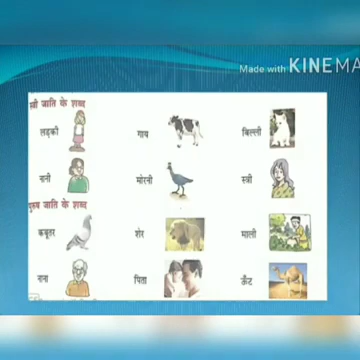 Made with KINEMA
स्त्री जाति के शब्द
लड़की गाय बिल्ली
नानी मोरनी स्त्री
पुरुष जाति के शब्द
कबूतर शेर माली
नाना पिता ऊँट